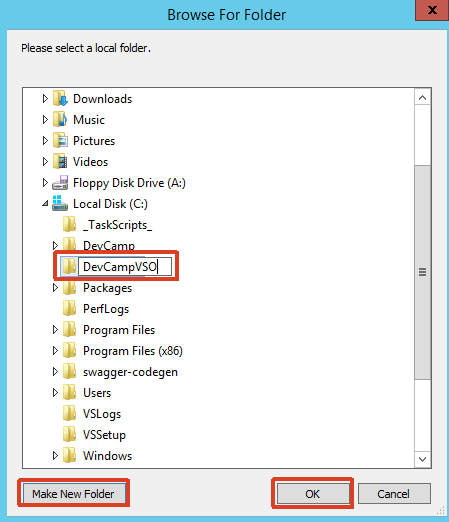 Browse For Folder
Please select a local folder.
Downloads
Music
Pictures
Videos
Floppy Disk Drive (A:)
Local Disk (C:)
_TaskScripts_
DevCamp
DevCampVSO
Packages
PerfLogs
Program Files
Program Files (x86)
swagger-codegen
Users
VSLogs
VSSetup
Windows
Make New Folder OK Cancel